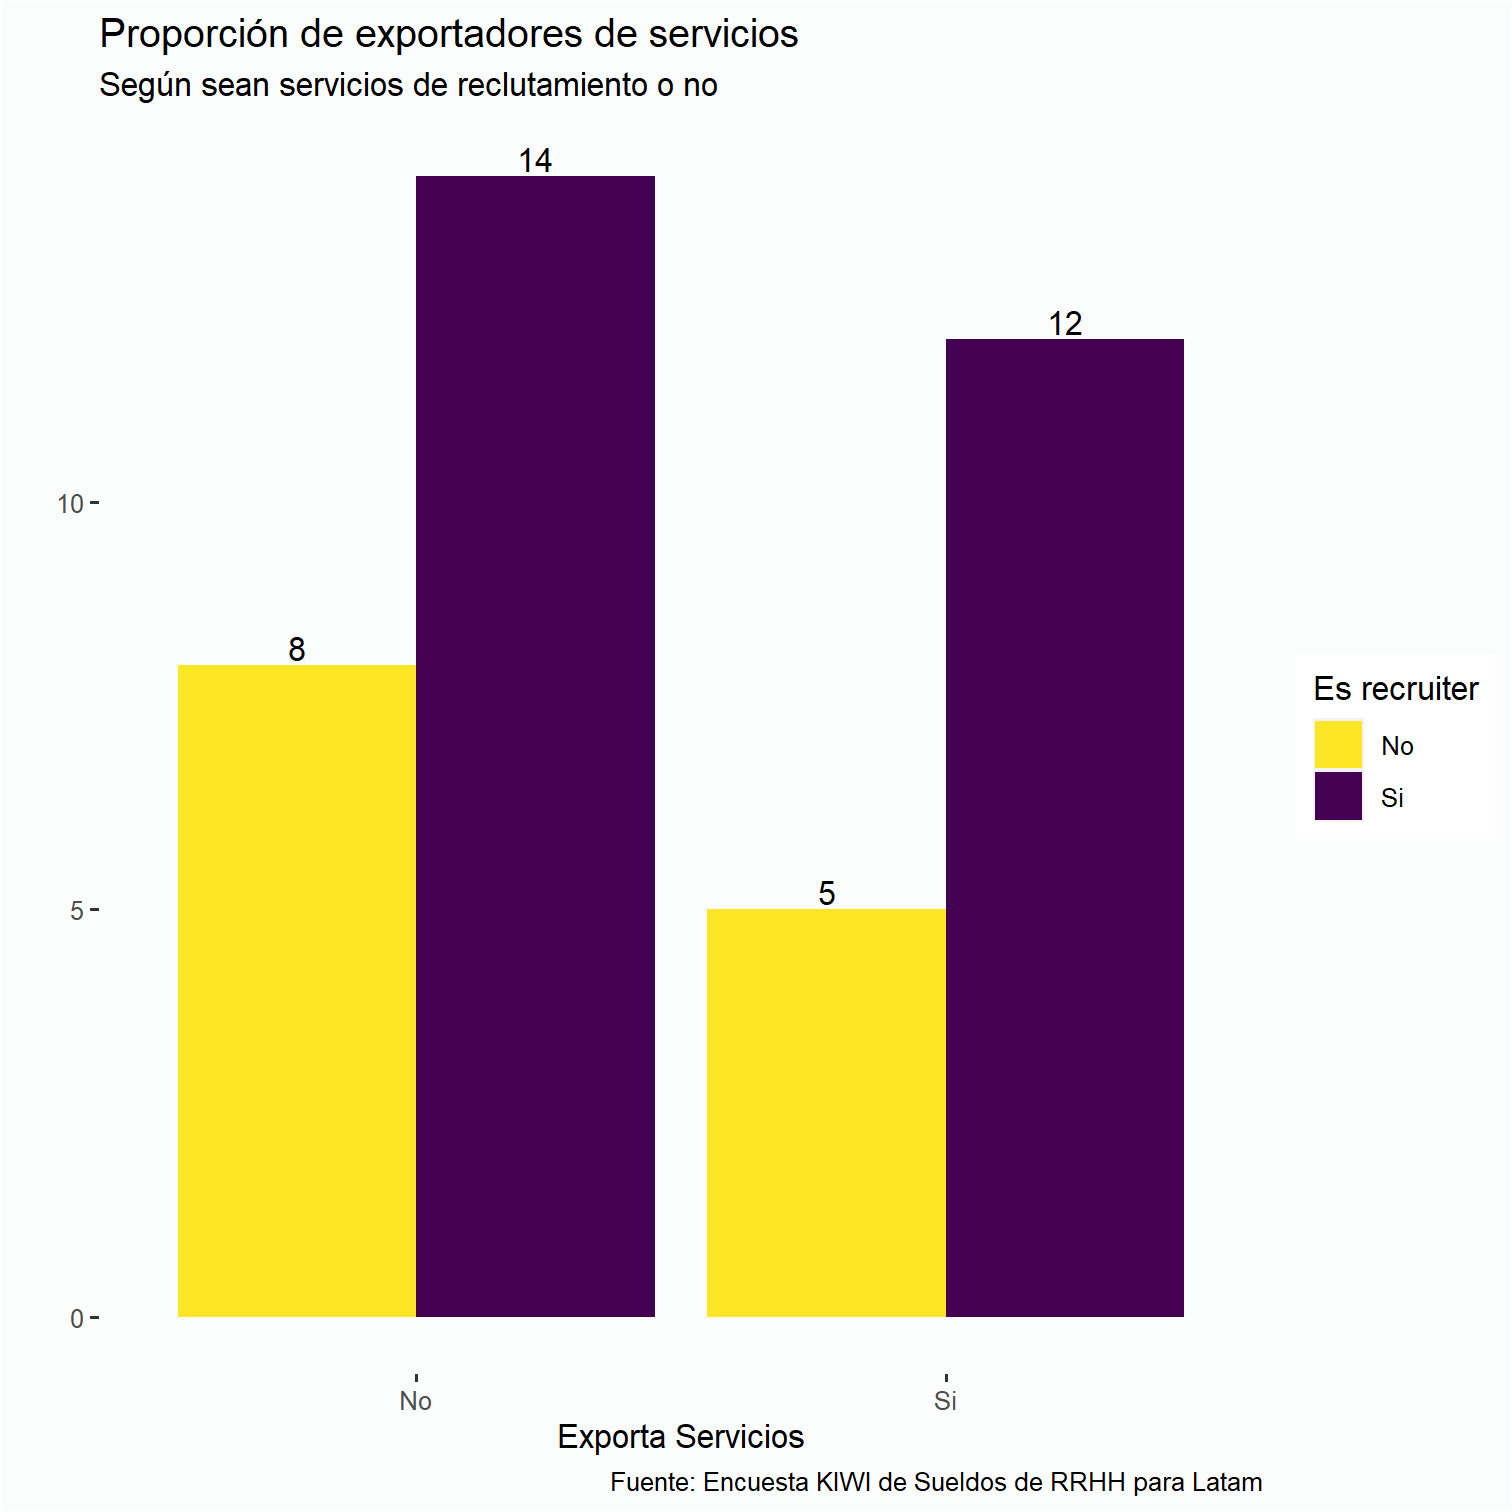 Proporción de exportadores de servicios
Según sean servicios de reclutamiento o no
14
12
10
8
5
5
0
Es recruiter
No
Si
No
Si
Exporta Servicios
Fuente: Encuesta KIWI de Sueldos de RRHH para Latam